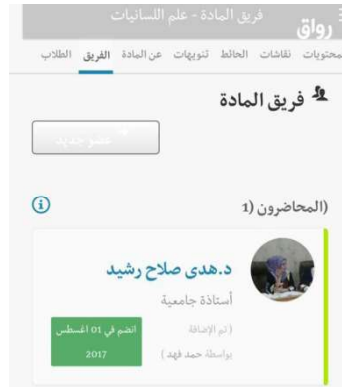 فريق المادة - علم اللسانيات
رواق
محتويات نقاشات الحائط تنويهات عن المادة الفريق الطلاب
فريق المادة
عضو جديد
(المحاضرون (1
د.هدى صلاح رشيد
أستاذة جامعية
(تم الإضافة
بواسطة حمد فهد )
انضم في 01 اغسطس
2017